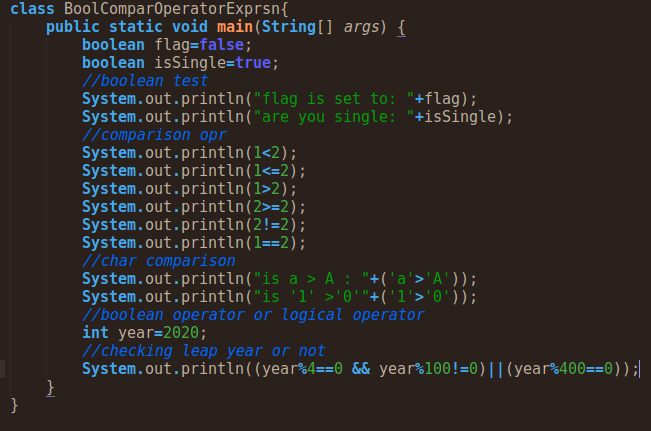 class BoolComparOperatorExprsn{
    public static void main(String[] args) {
        boolean flag=false;
        boolean isSingle=true;
        //boolean test
        System.out.println("flag is set to: "+flag);
        System.out.println("are you single: "+isSingle);
        //comparison opr
        System.out.println(1<2);
        System.out.println(1<=2);
        System.out.println(1>2);
        System.out.println(2>=2);
        System.out.println(2!=2);
        System.out.println(1==2);
        //char comparison
        System.out.println("is a > A : "+('a'>'A'));
        System.out.println("is '1' >'0'"+('1'>'0'));
        //boolean operator or logical operator
        int year=2020;
        //checking leap year or not
        System.out.println((year%4==0 && year%100!=0)||(year%400==0));
    }
}